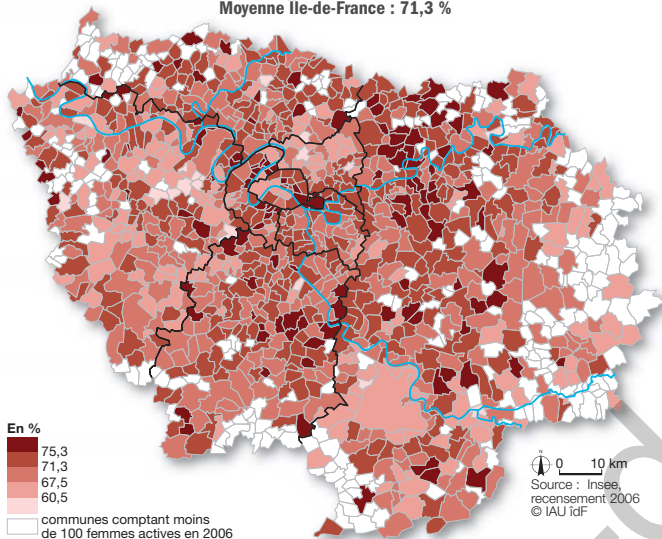 Moyenne Île-de-France : 71,3 %
En %
75,3
71,3
67,5
60,5
communes comptant moins
de 100 femmes actives en 2006
N
0 10 km
Source : Insee,
recensement 2006
© IAU îdF